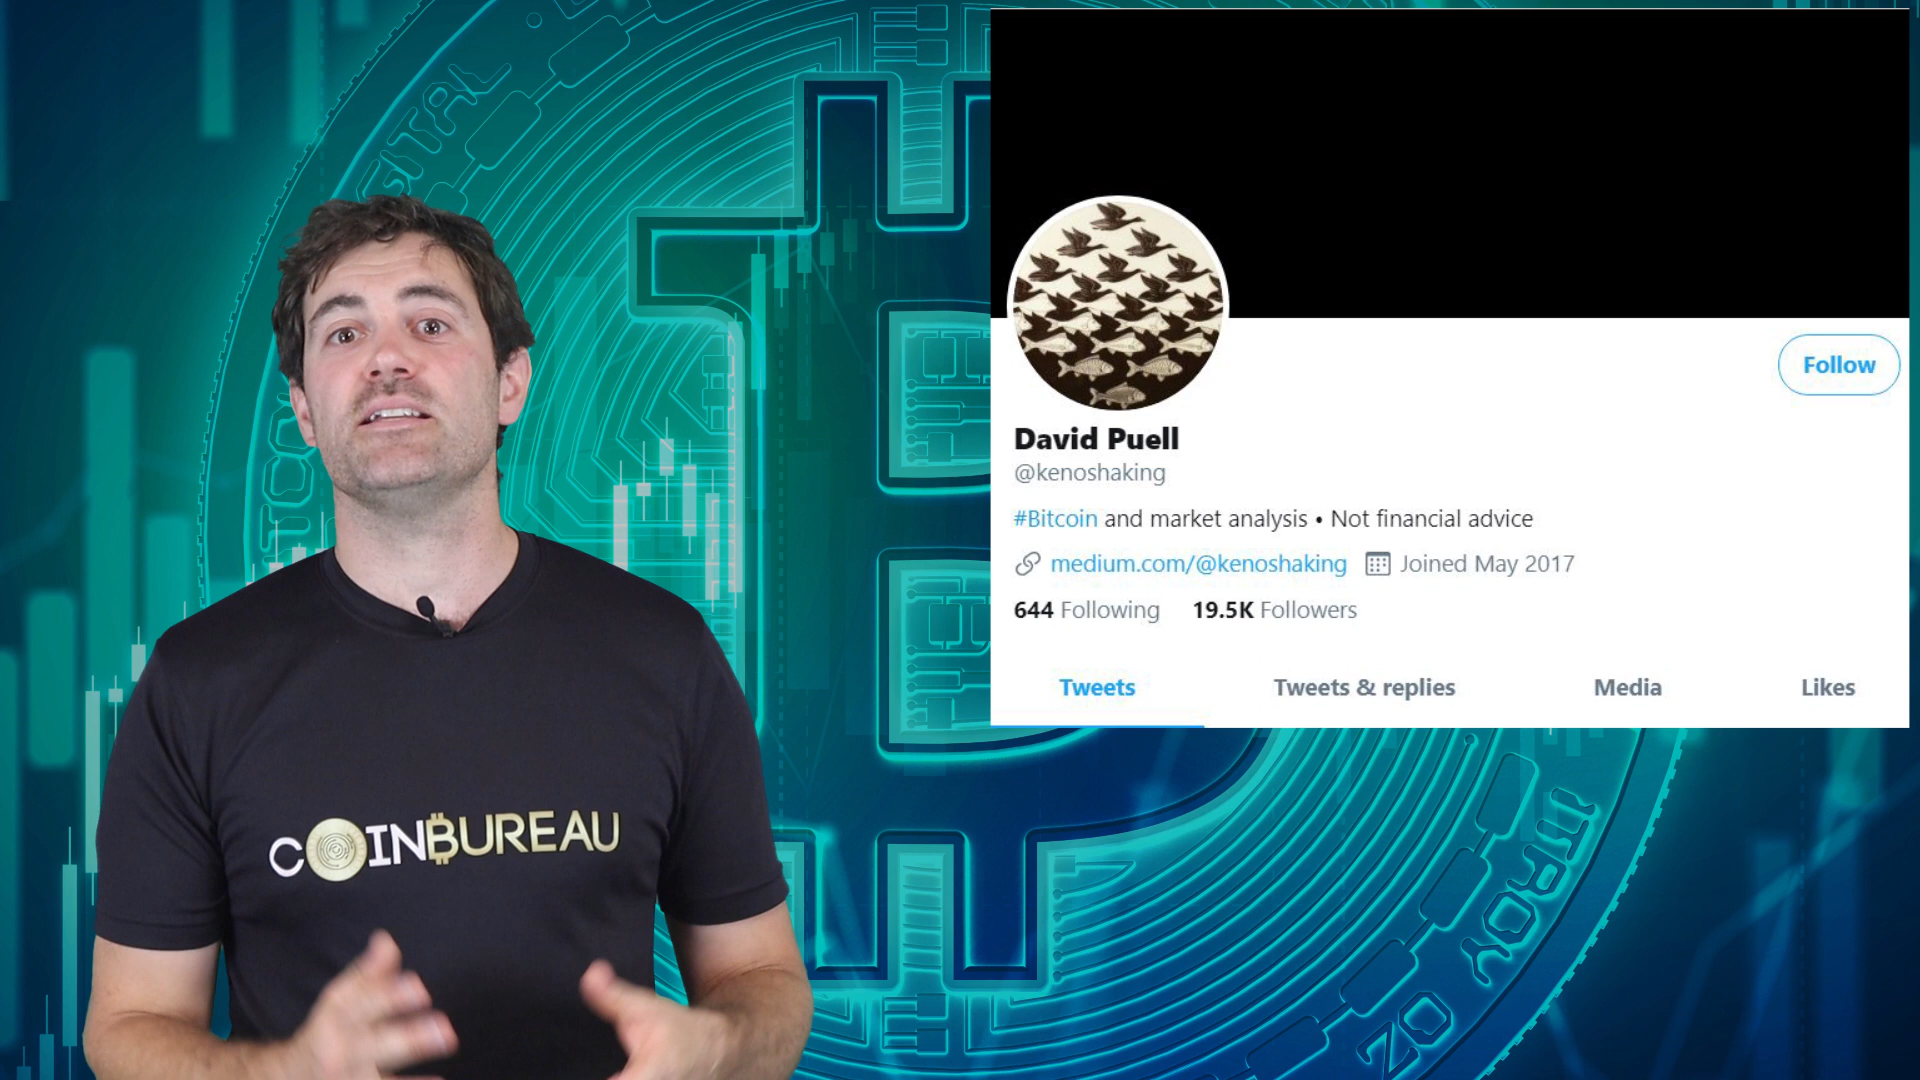 COINBUREAU
David Puell
@kenoshaking
#Bitcoin and market analysis • Not financial advice
medium.com/@kenoshaking Joined May 2017
644 Following 19.5K Followers
Follow
Tweets Tweets & replies Media Likes